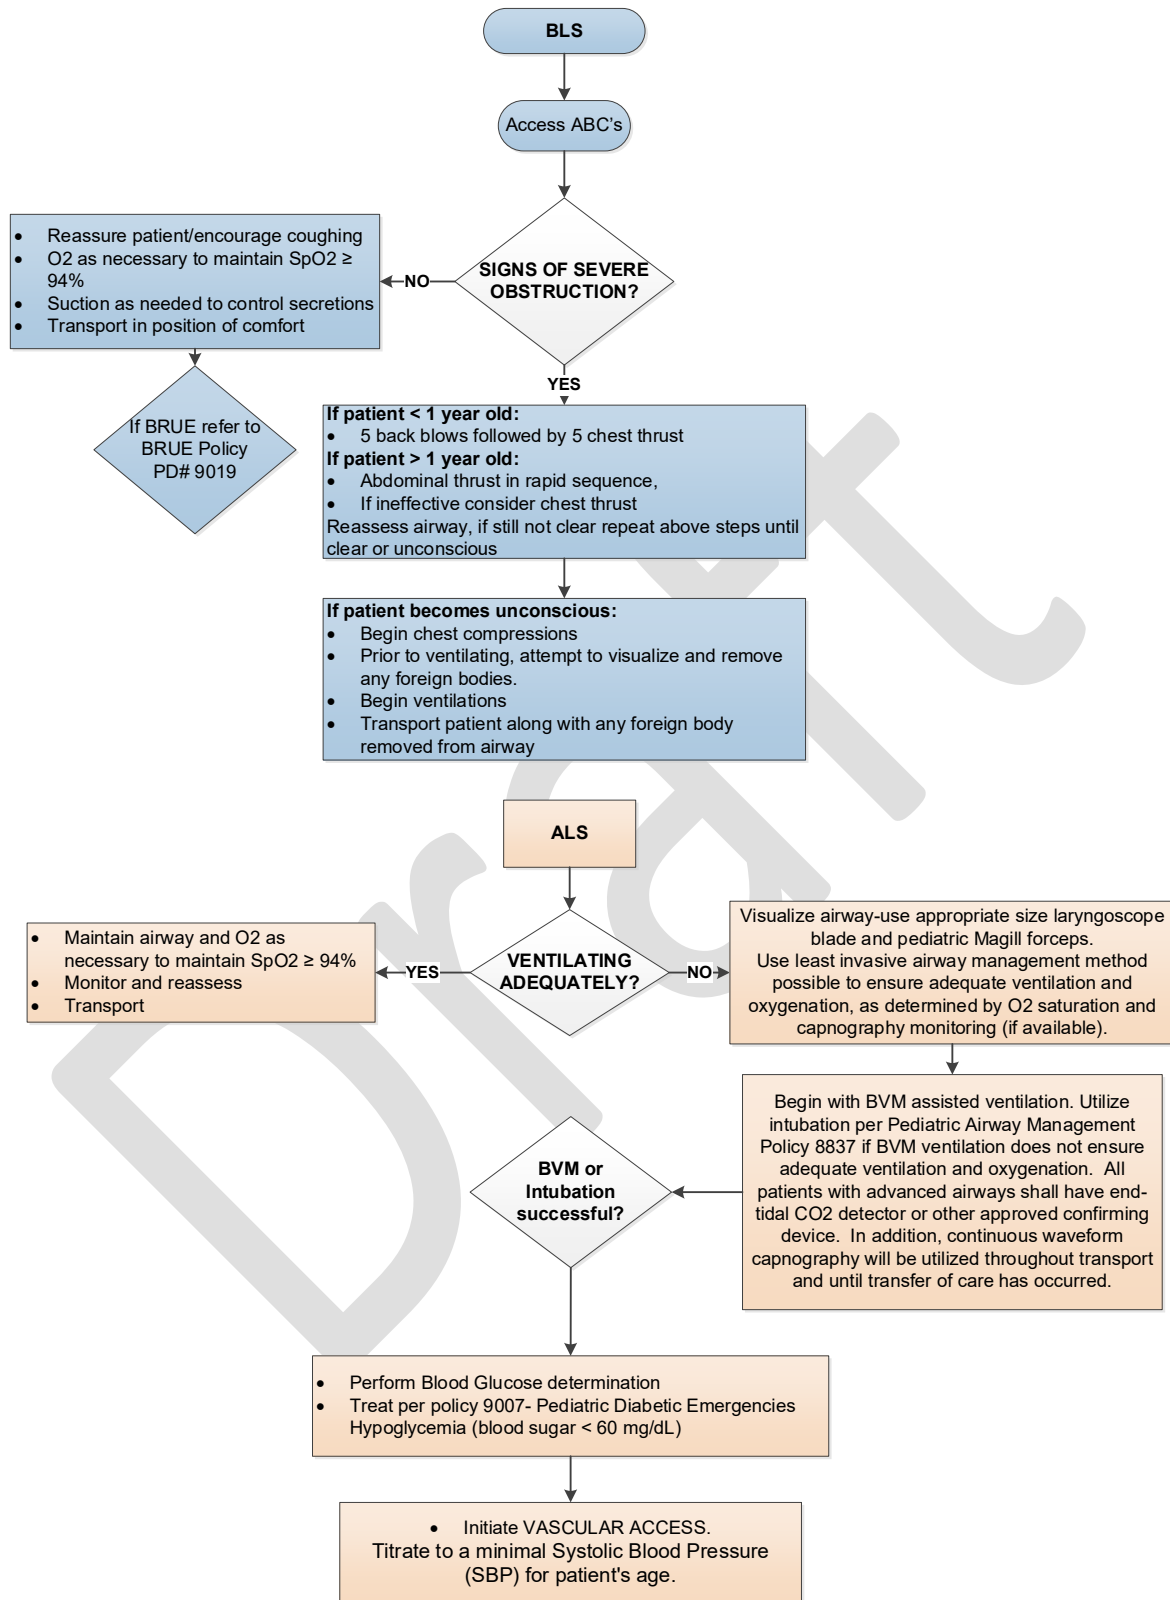 BLS
Access ABC's
SIGNS OF SEVERE
OBSTRUCTION?
NO
• Reassure patient/encourage coughing
• O2 as necessary to maintain SpO2 ≥
94%
• Suction as needed to control secretions
• Transport in position of comfort
If BRUE refer to
BRUE Policy
PD# 9019
YES
If patient < 1 year old:
• 5 back blows followed by 5 chest thrust
If patient > 1 year old:
• Abdominal thrust in rapid sequence,
• If ineffective consider chest thrust
Reassess airway, if still not clear repeat above steps until
clear or unconscious
If patient becomes unconscious:
• Begin chest compressions
• Prior to ventilating, attempt to visualize and remove
any foreign bodies.
• Begin ventilations
• Transport patient along with any foreign body
removed from airway
ALS
VENTILATING
ADEQUATELY?
YES
• Maintain airway and O2 as
necessary to maintain SpO2 ≥ 94%
• Monitor and reassess
• Transport
NO
Visualize airway-use appropriate size laryngoscope
blade and pediatric Magill forceps.
Use least invasive airway management method
possible to ensure adequate ventilation and
oxygenation, as determined by O2 saturation and
capnography monitoring (if available).
Begin with BVM assisted ventilation. Utilize
intubation per Pediatric Airway Management
Policy 8837 if BVM ventilation does not ensure
adequate ventilation and oxygenation.  All
patients with advanced airways shall have end-
tidal CO2 detector or other approved confirming
device.  In addition, continuous waveform
capnography will be utilized throughout transport
and until transfer of care has occurred.
BVM or
Intubation
successful?
• Perform Blood Glucose determination
• Treat per policy 9007- Pediatric Diabetic Emergencies
Hypoglycemia (blood sugar < 60 mg/dL)
• Initiate VASCULAR ACCESS.
Titrate to a minimal Systolic Blood Pressure
(SBP) for patient's age.
Draft